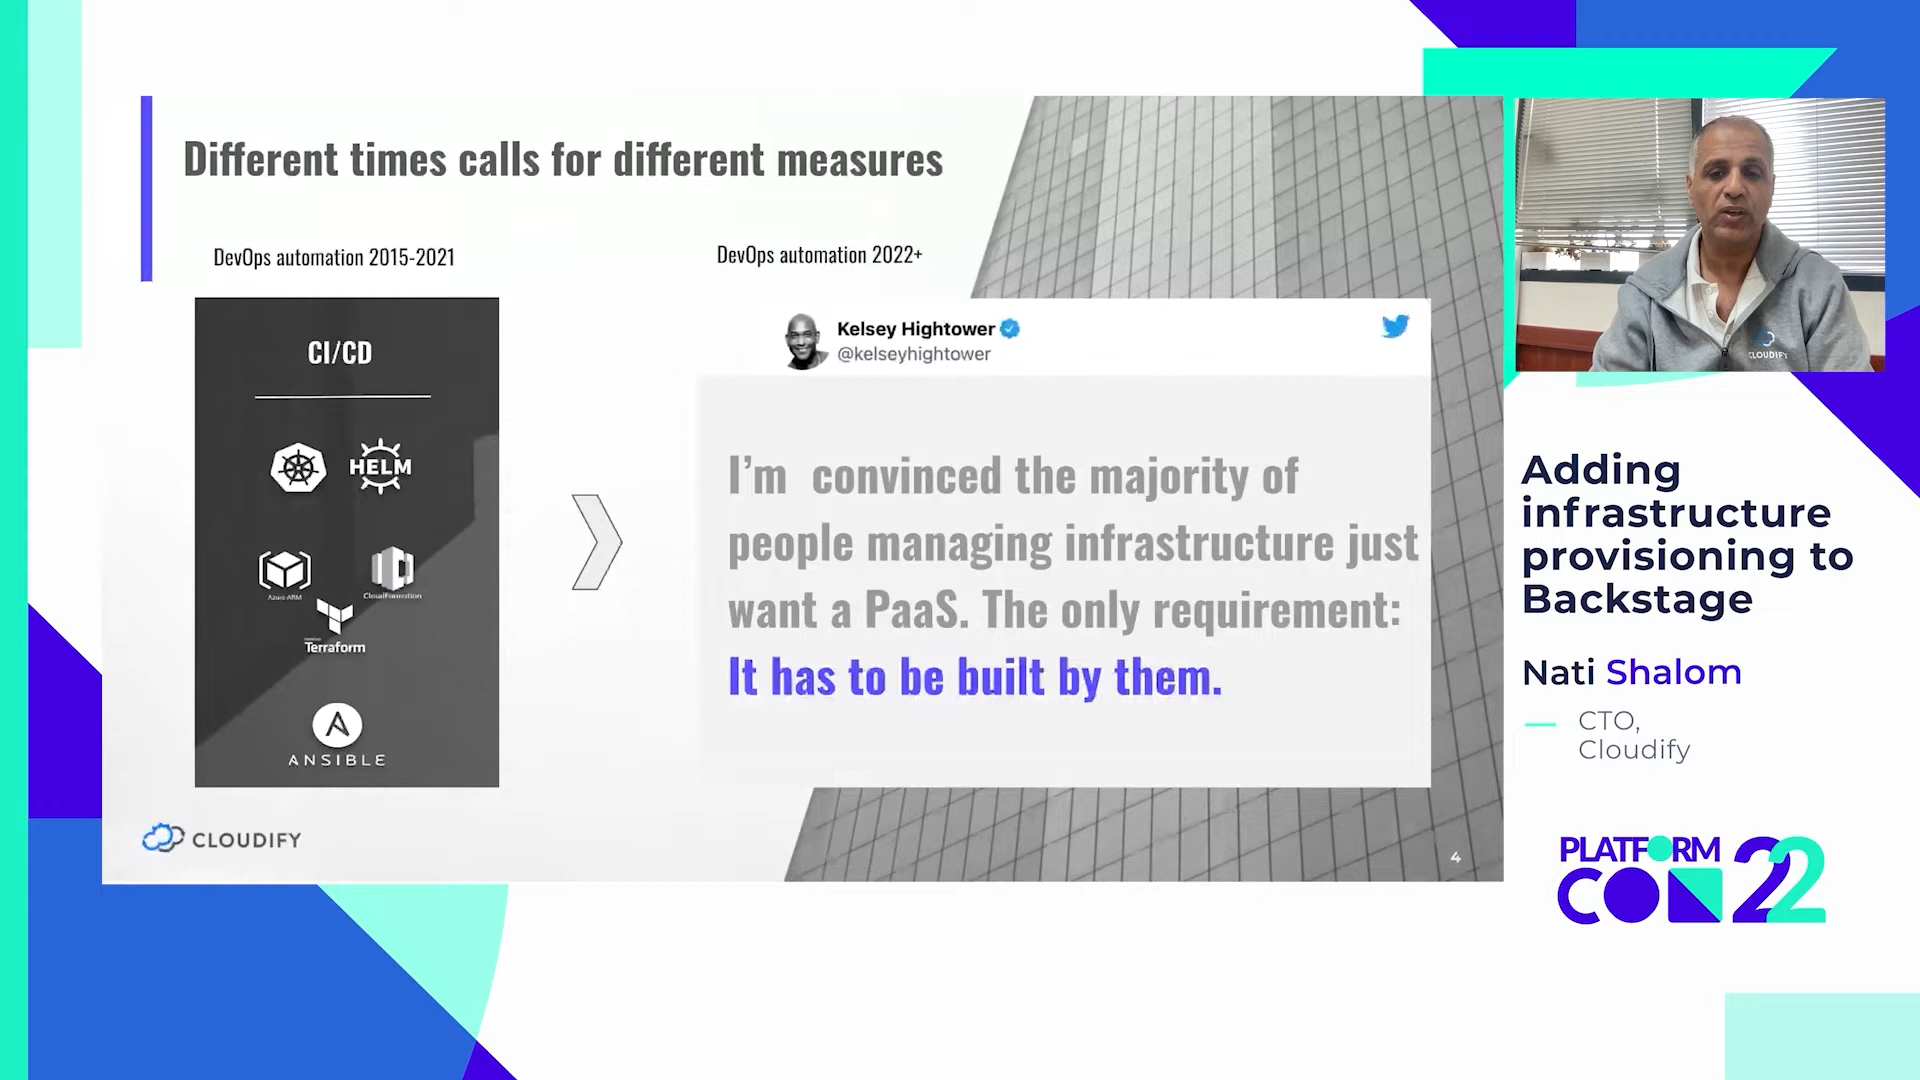 Different times calls for different measures
DevOps automation 2015-2021
DevOps automation 2022+
CI/CD
HELM
Azure ARM
CloudFormation
Terraform
ANSIBLE
Kelsey Hightower
@kelseyhightower
I'm convinced the majority of
people managing infrastructure just
want a PaaS. The only requirement:
It has to be built by them.
CLOUDIFY
4
CLOUDIFY
Adding
infrastructure
provisioning to
Backstage
Nati Shalom
CTO,
Cloudify
PLATFORM
CON 22